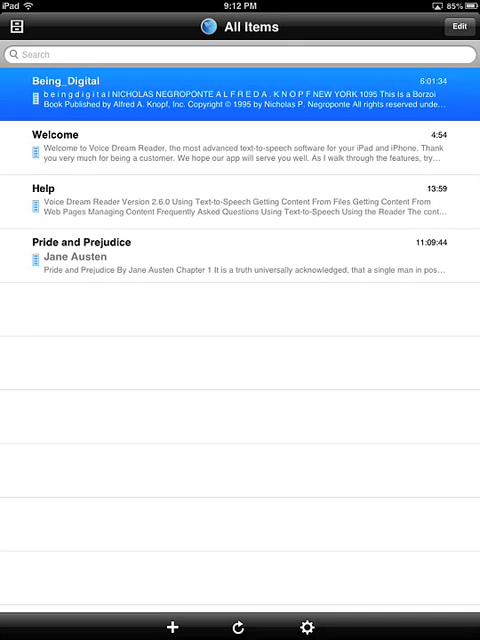 iPad 9:12 PM 85%
All Items
Edit
Search
Being_Digital 6:01:34
b e i n g d i g i t a l NICHOLAS NEGROPONTE A L F R E D A . K N O P F NEW YORK 1095 This Is a Borzoi
Book Published by Alfred A. Knopf, Inc. Copyright © 1995 by Nicholas P. Negroponte All rights reserved unde...
Welcome 4:54
Welcome to Voice Dream Reader, the most advanced text-to-speech software for your iPad and iPhone. Thank
you very much for being a customer. We hope our app will serve you well. As I walk through the features, try...
Help 13:59
Voice Dream Reader Version 2.6.0 Using Text-to-Speech Getting Content From Files Getting Content From
Web Pages Managing Content Frequently Asked Questions Using Text-to-Speech Using the Reader The cont...
Pride and Prejudice 11:09:44
Jane Austen
Pride and Prejudice By Jane Austen Chapter 1 It is a truth universally acknowledged, that a single man in pos...